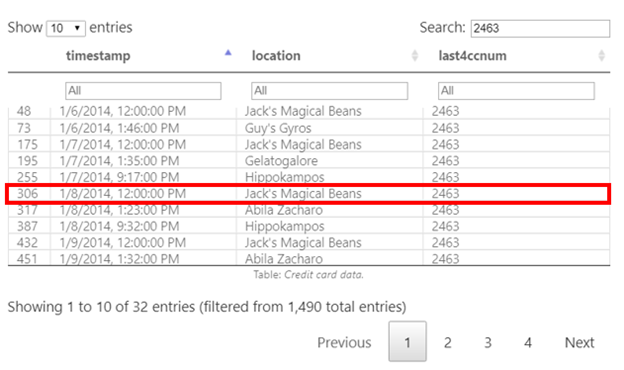 Show 10 entries Search: 2463
timestamp location last4ccnum
All All All
48 1/6/2014, 12:00:00 PM Jack's Magical Beans 2463
73 1/6/2014, 1:46:00 PM Guy's Gyros 2463
175 1/7/2014, 12:00:00 PM Jack's Magical Beans 2463
195 1/7/2014, 1:35:00 PM Gelatogalore 2463
255 1/7/2014, 9:17:00 PM Hippokampos 2463
306 1/8/2014, 12:00:00 PM Jack's Magical Beans 2463
317 1/8/2014, 1:23:00 PM Abila Zacharo 2463
387 1/8/2014, 9:32:00 PM Hippokampos 2463
432 1/9/2014, 12:00:00 PM Jack's Magical Beans 2463
451 1/9/2014, 1:32:00 PM Abila Zacharo 2463
Table: Credit card data.
Showing 1 to 10 of 32 entries (filtered from 1,490 total entries)
Previous 1 2 3 4 Next